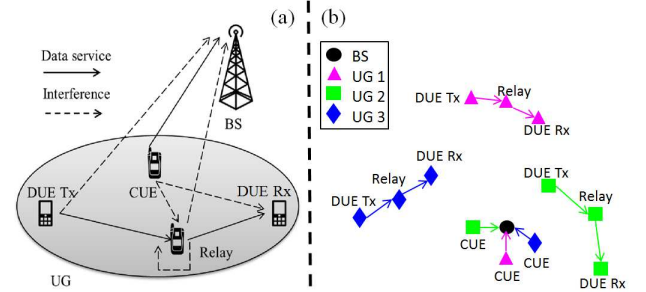 (a)
Data service
Interference
BS
DUE Tx
CUE
DUE Rx
Relay
UG
(b)
BS
UG 1
UG 2
UG 3
DUE Tx
Relay
DUE Rx
DUE Rx
Relay
DUE Tx
DUE Tx
Relay
CUE
CUE
CUE
DUE Rx